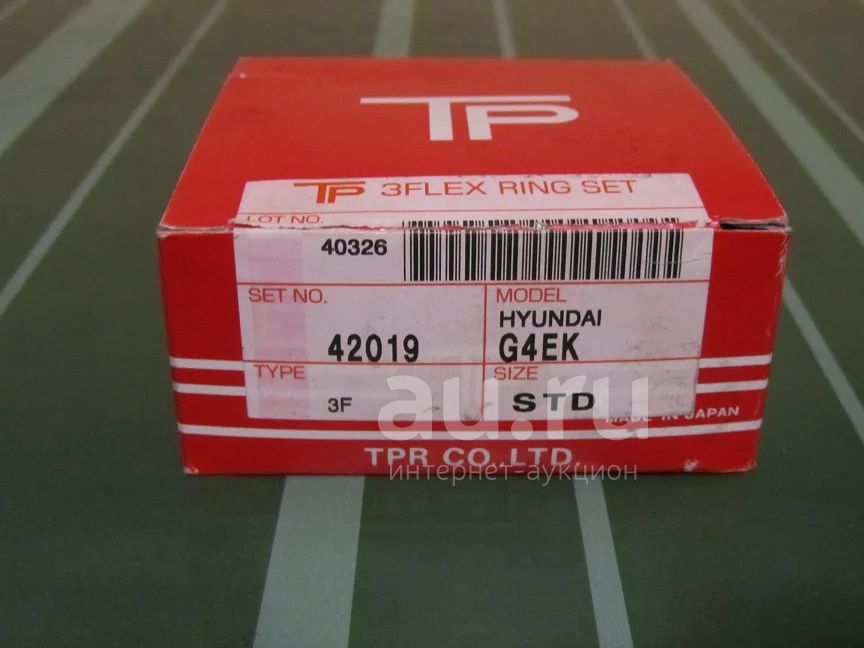 TP
TP 3FLEX RING SET
LOT NO.
40326
SET NO.
42019
MODEL
HYUNDAI
G4EK
TYPE
3F
SIZE
STD
MADE IN JAPAN
TPR CO.,LTD.
au.ru
интернет-аукцион